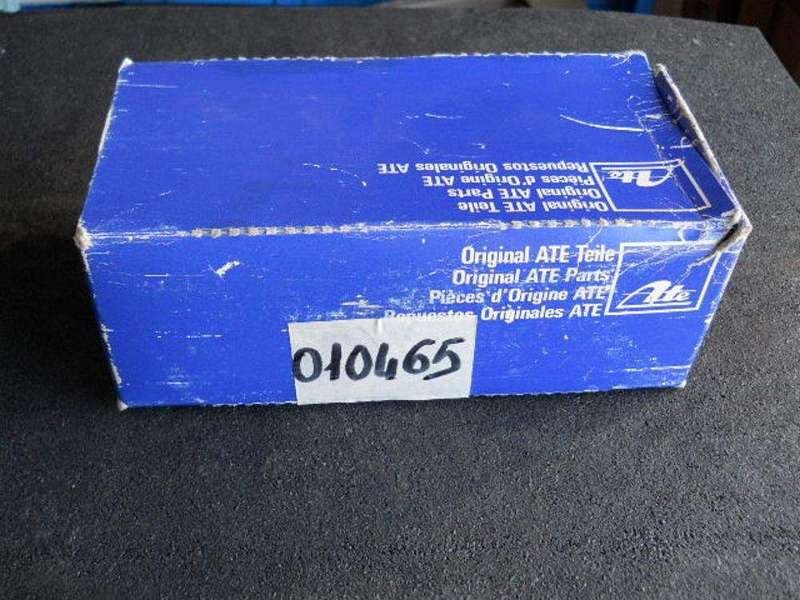 Original ATE Teile
Original ATE Parts
Pièces d'Origine ATE
Repuestos Originales ATE
Ate
Original ATE Teile
Original ATE Parts
Pièces d'Origine ATE
Repuestos Originales ATE
Ate
010465